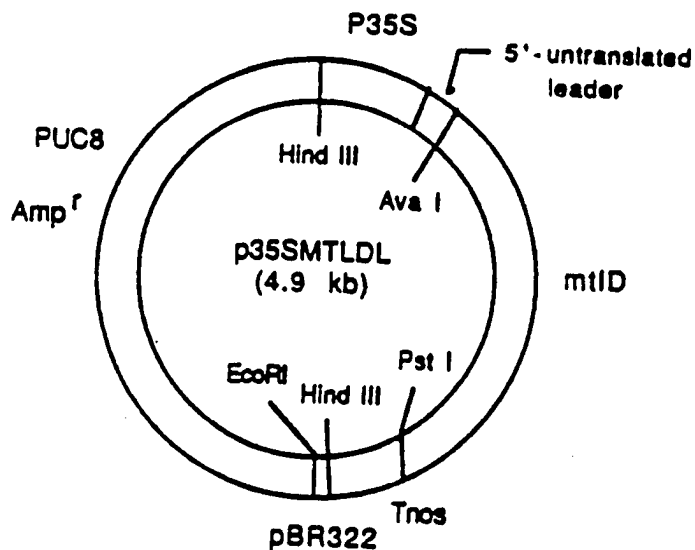 P35S
5'-untranslated
leader
PUC8
Hind III
Amp r
Ava I
p35SMTLDL
(4.9 kb)
mtlD
Pst I
EcoRI
Hind III
Tnos
pBR322